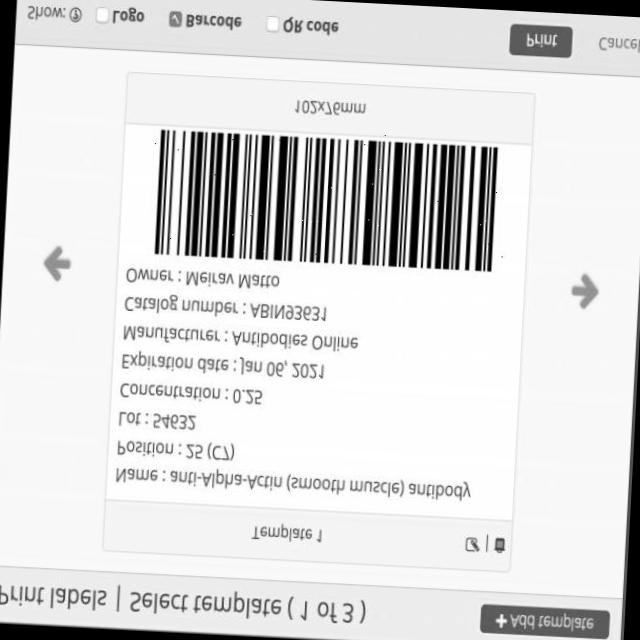 Print labels | Select template ( 1 of 3 )
+ Add template
Template 1
Name : anti-Alpha-Actin (smooth muscle) antibody
Position : 25 (C7)
Lot : 54632
Concentration : 0.25
Expiration date : Jan 06, 2021
Manufacturer : Antibodies Online
Catalog number : ABIN93631
Owner : Meirav Matto
102x76mm
Show: ? Logo Barcode QR code
Print
Cancel